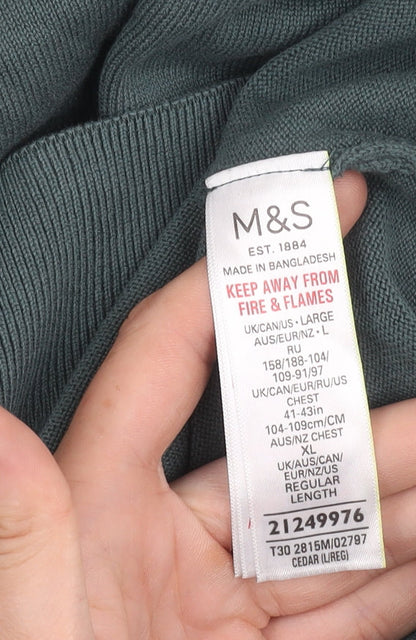 M&S
EST. 1884
MADE IN BANGLADESH
KEEP AWAY FROM
FIRE & FLAMES
UK/CAN/US • LARGE
AUS/EUR/NZ • L
RU
158/188-104/
109-91/97
UK/CAN/EUR/RU/US
CHEST
41-43in
104-109cm/CM
AUS/NZ CHEST
XL
UK/AUS/CAN/
EUR/NZ/US
REGULAR
LENGTH
21249976
T30 2815M/02797
CEDAR (L/REG)